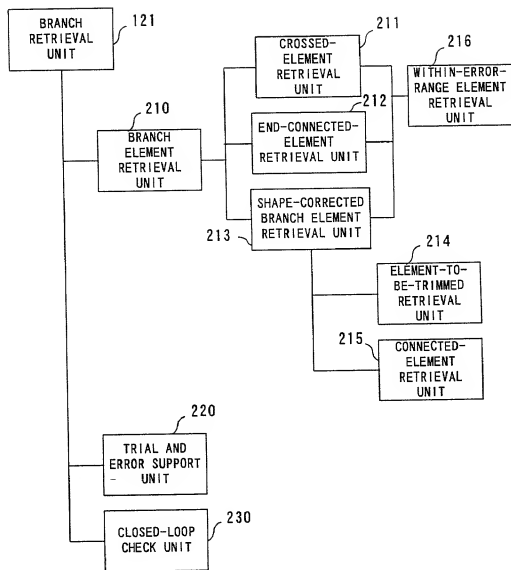 BRANCH
RETRIEVAL
UNIT
121
210
BRANCH
ELEMENT
RETRIEVAL
UNIT
211
CROSSED-
ELEMENT
RETRIEVAL
UNIT
212
END-CONNECTED-
ELEMENT
RETRIEVAL UNIT
213
SHAPE-CORRECTED
BRANCH ELEMENT
RETRIEVAL UNIT
216
WITHIN-ERROR-
RANGE ELEMENT
RETRIEVAL
UNIT
214
ELEMENT-TO-
BE-TRIMMED
RETRIEVAL
UNIT
215
CONNECTED-
ELEMENT
RETRIEVAL
UNIT
220
TRIAL AND
ERROR SUPPORT
UNIT
230
CLOSED-LOOP
CHECK UNIT